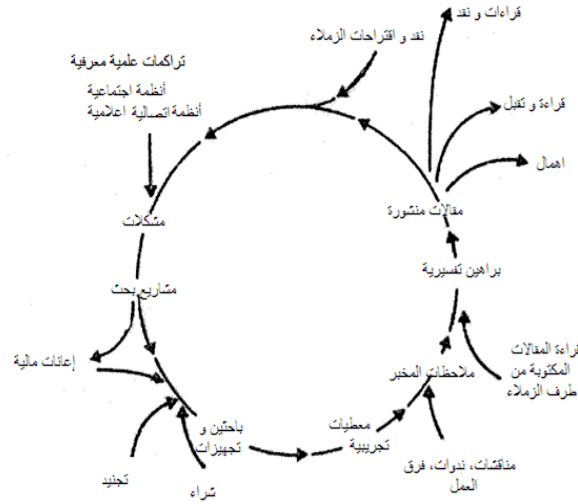 قراءات و نقد
نقد و اقتراحات الزملاء
تراكمات علمية معرفية
أنظمة اجتماعية
أنظمة اتصالية اعلامية
قراءة و تقبل
اهمال
مقالات منشورة
مشكلات
براهين تفسيرية
مشاريع بحث
قراءة المقالات
المكتوبة من
طرف الزملاء
إعانات مالية
ملاحظات المخبر
باحثين و
تجهيزات
معطيات
تجريبية
مناقشات، ندوات، فرق
العمل
تجنيد
شراء